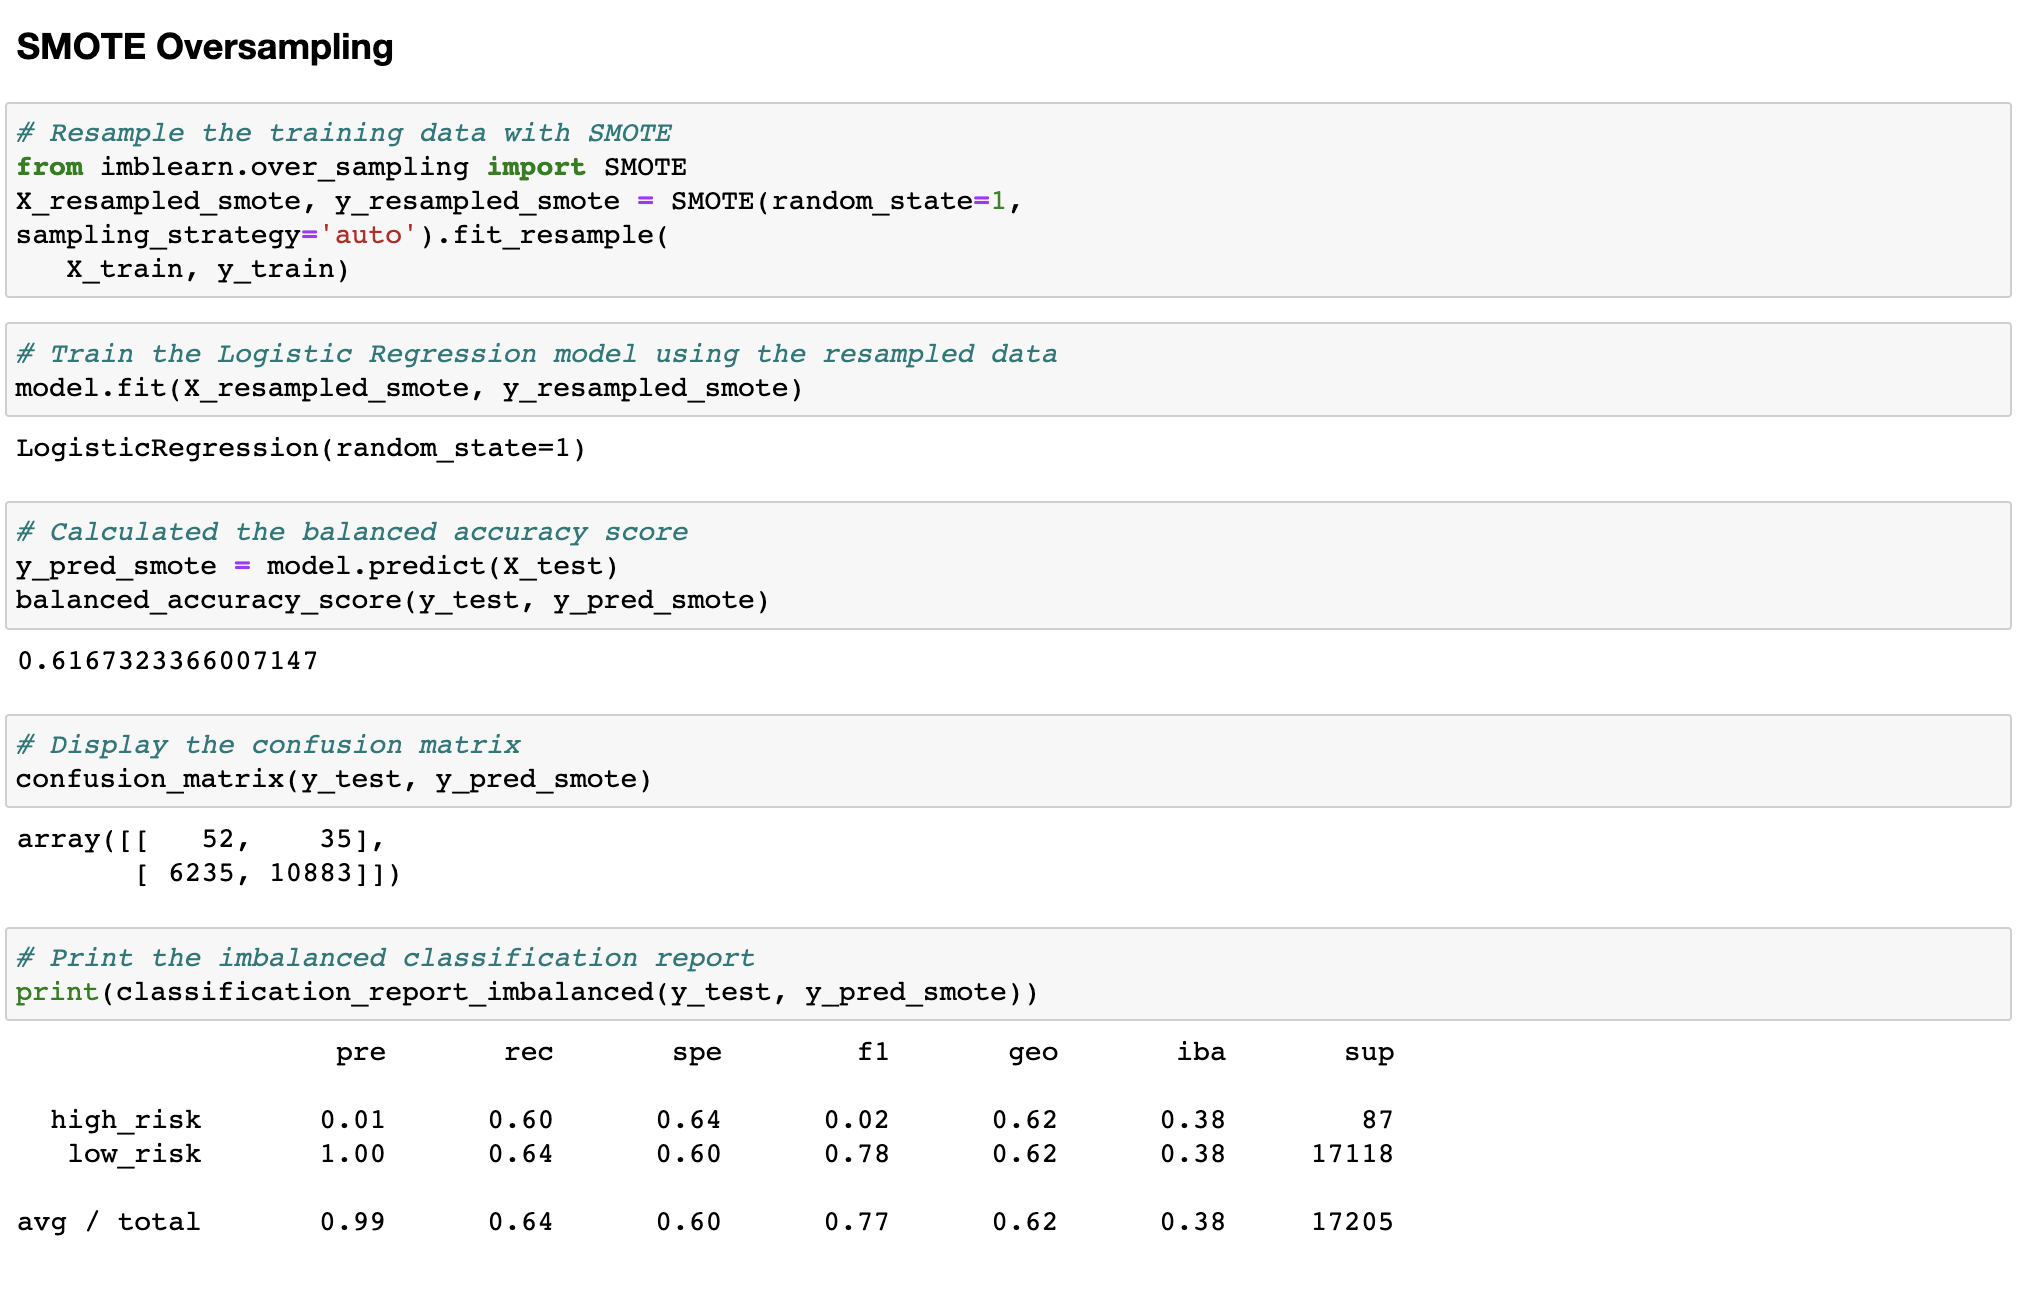 SMOTE Oversampling
# Resample the training data with SMOTE
from imblearn.over_sampling import SMOTE
X_resampled_smote, y_resampled_smote = SMOTE(random_state=1,
sampling_strategy='auto').fit_resample(
   X_train, y_train)
# Train the Logistic Regression model using the resampled data
model.fit(X_resampled_smote, y_resampled_smote)
LogisticRegression(random_state=1)
# Calculated the balanced accuracy score
y_pred_smote = model.predict(X_test)
balanced_accuracy_score(y_test, y_pred_smote)
0.6167323366007147
# Display the confusion matrix
confusion_matrix(y_test, y_pred_smote)
array([[   52,    35],
       [ 6235, 10883]])
# Print the imbalanced classification report
print(classification_report_imbalanced(y_test, y_pred_smote))
                   pre       rec       spe        f1       geo       iba       sup
  high_risk       0.01      0.60      0.64      0.02      0.62      0.38        87
   low_risk       1.00      0.64      0.60      0.78      0.62      0.38     17118
avg / total       0.99      0.64      0.60      0.77      0.62      0.38     17205